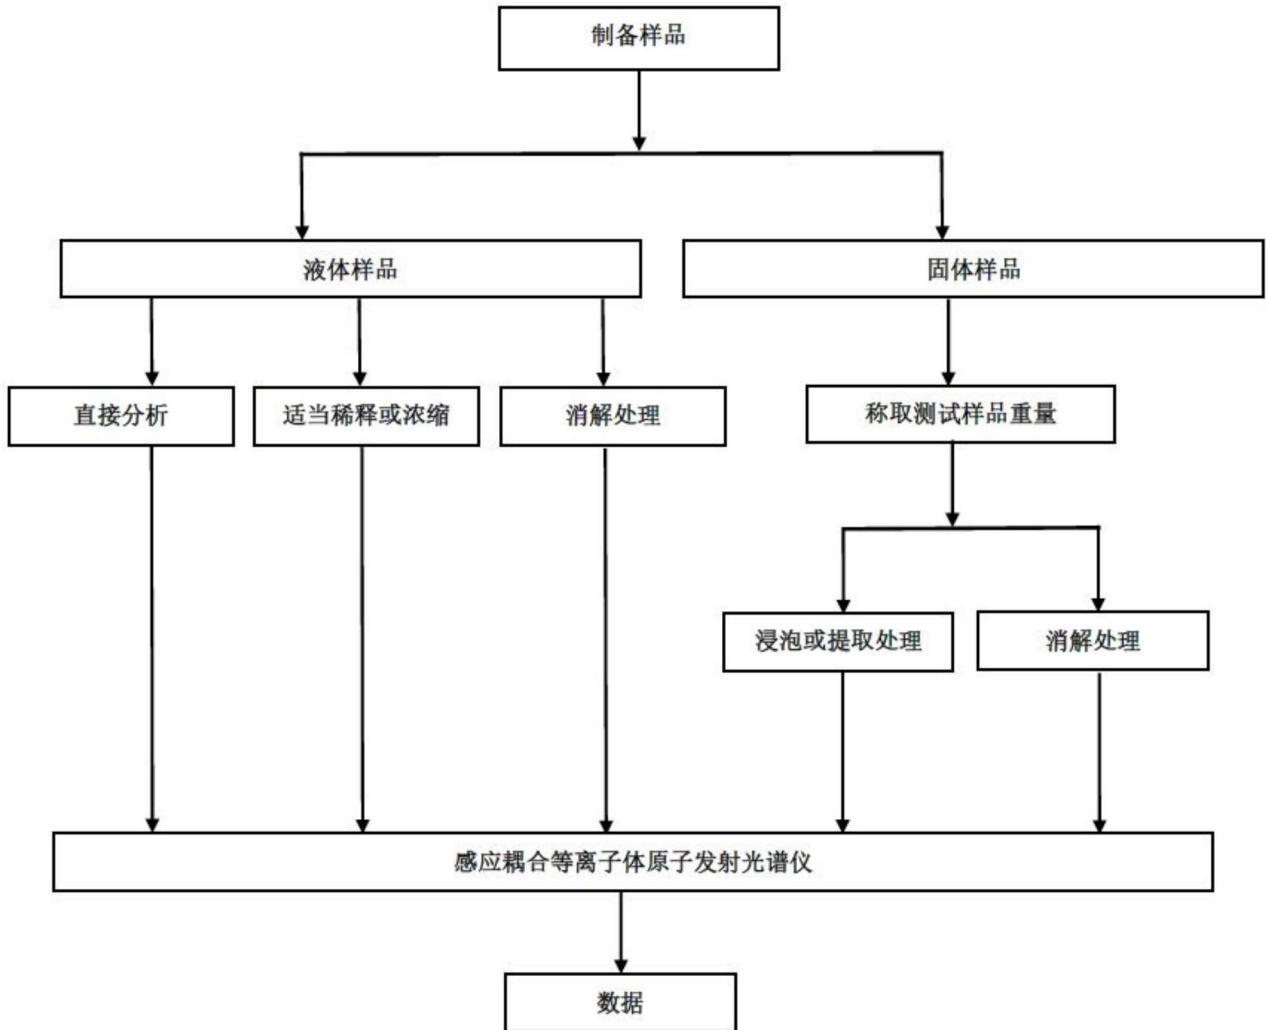 制备样品
液体样品
固体样品
直接分析
适当稀释或浓缩
消解处理
称取测试样品重量
浸泡或提取处理
消解处理
感应耦合等离子体原子发射光谱仪
数据